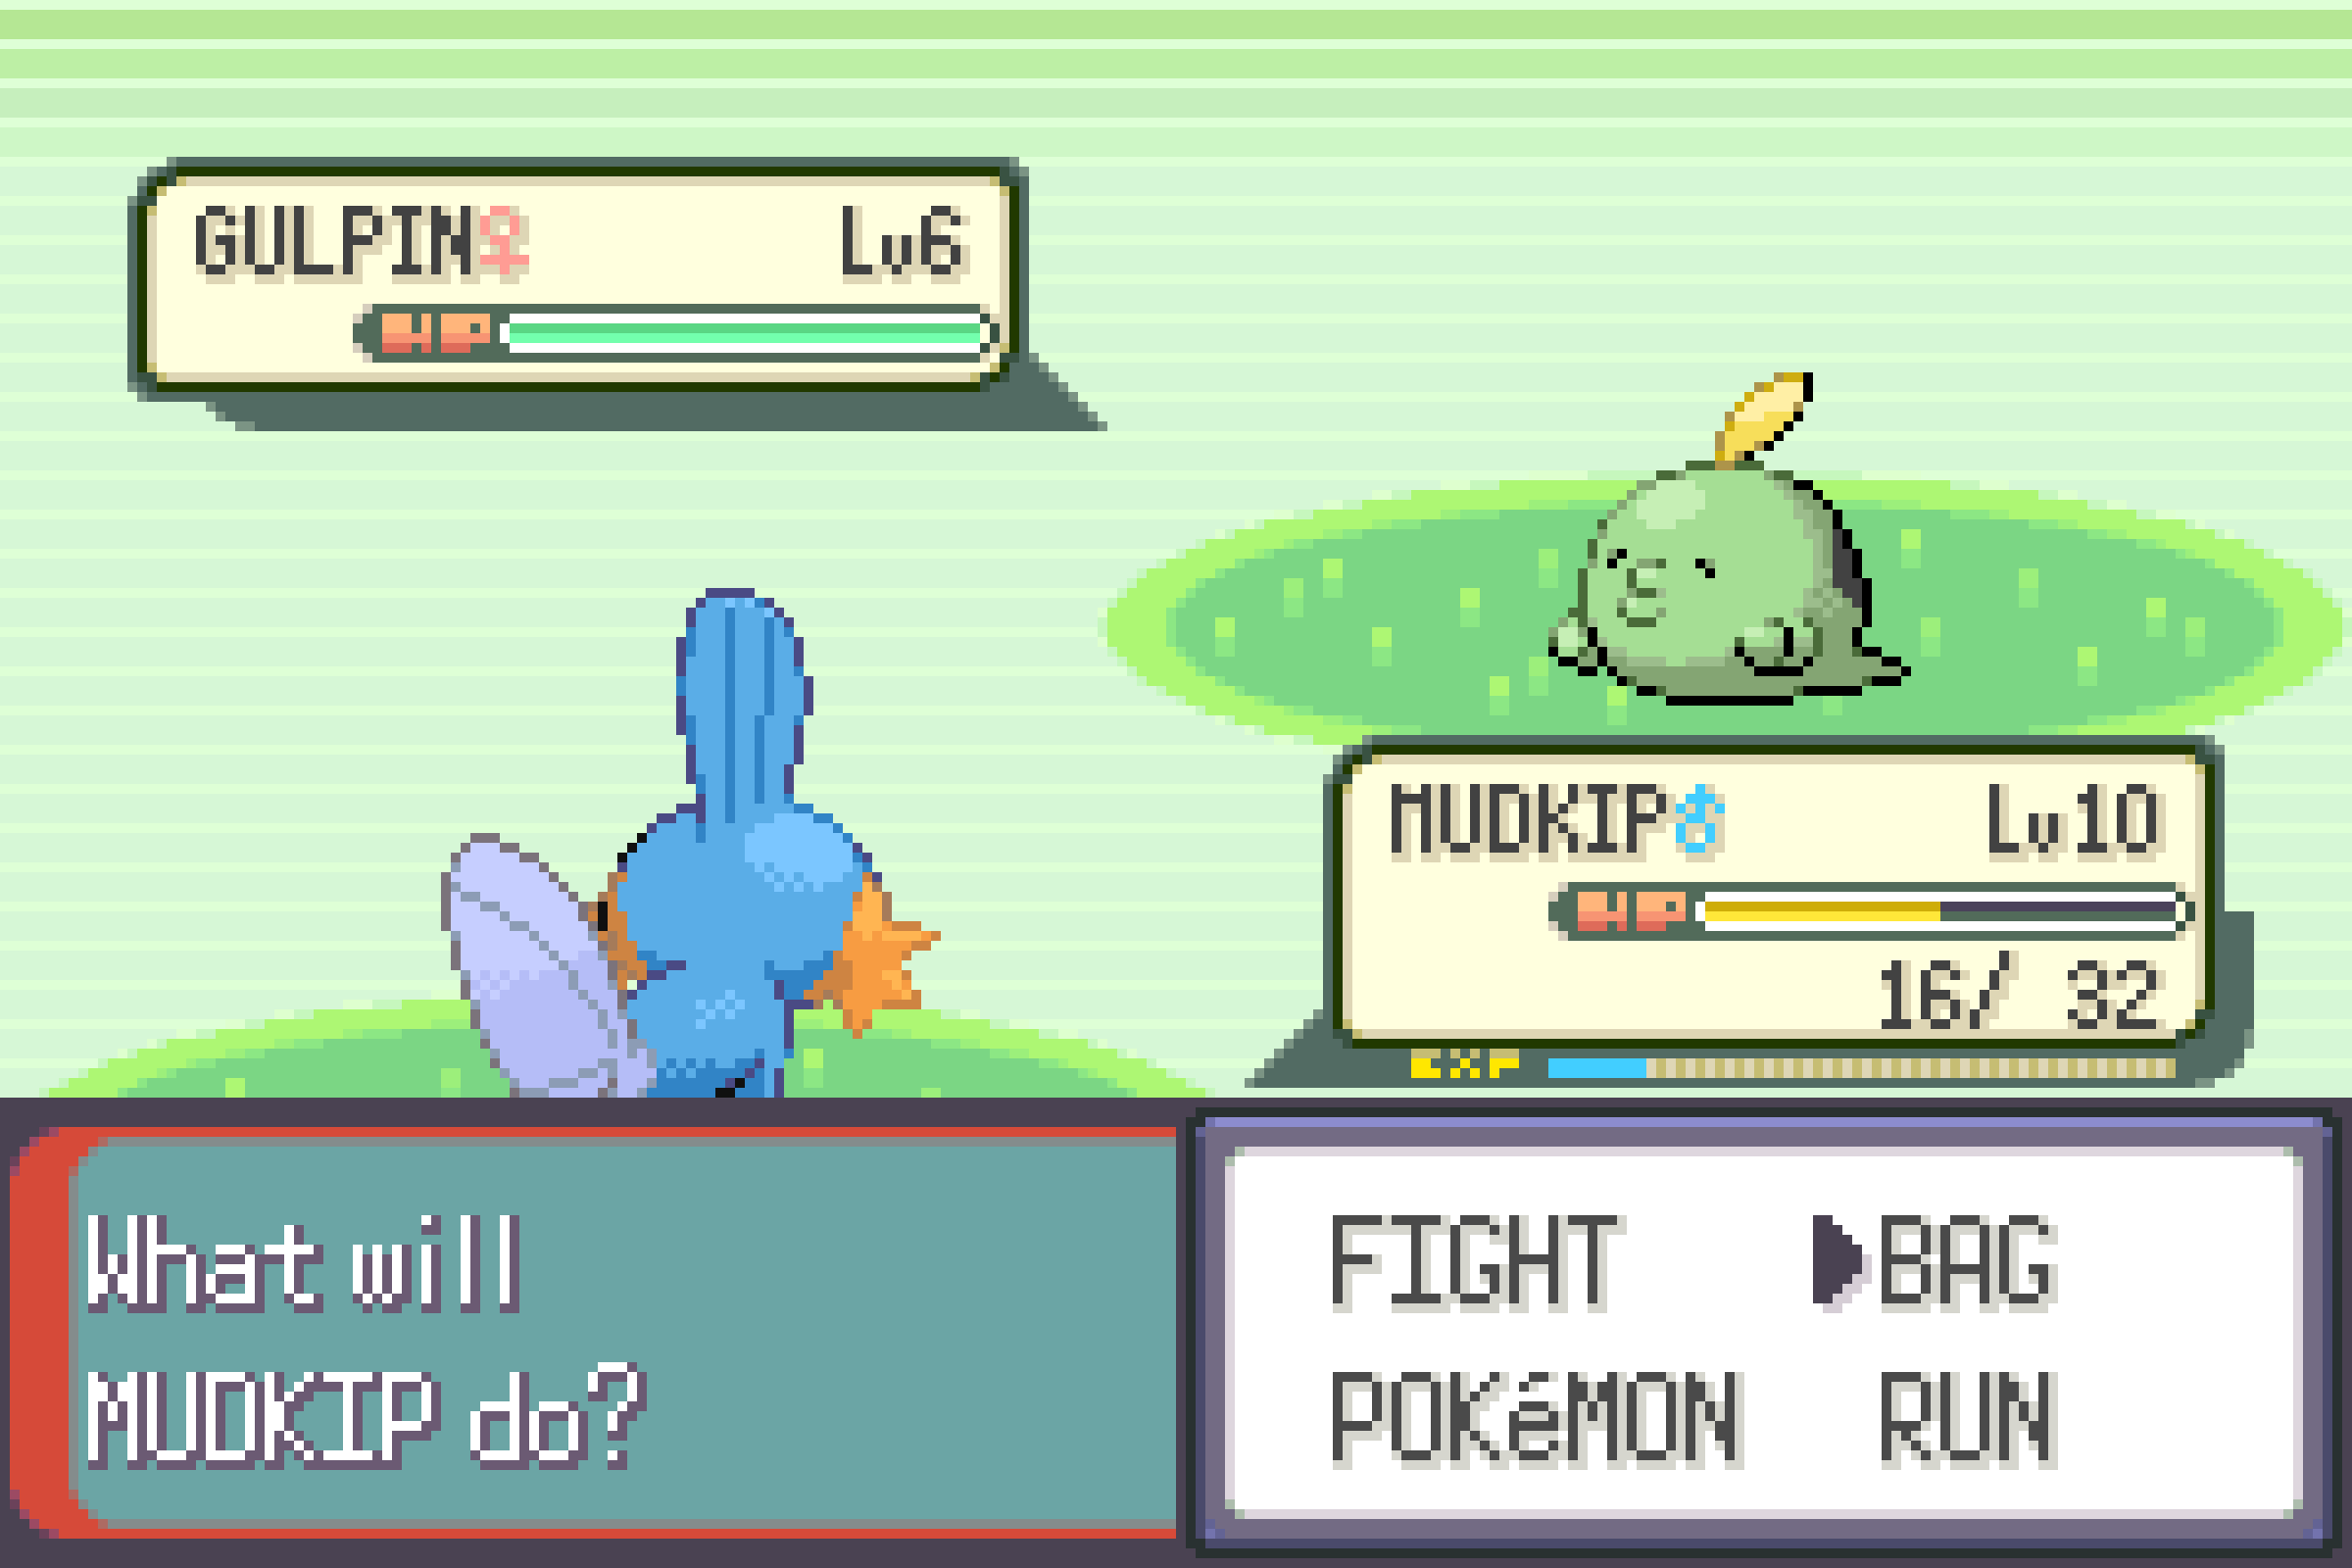 GULPIN♀ Lv6
HP
MUDKIP♂ Lv10
HP
16/ 32
EXP
What will
MUDKIP do?
FIGHT ▶BAG
POKéMON RUN